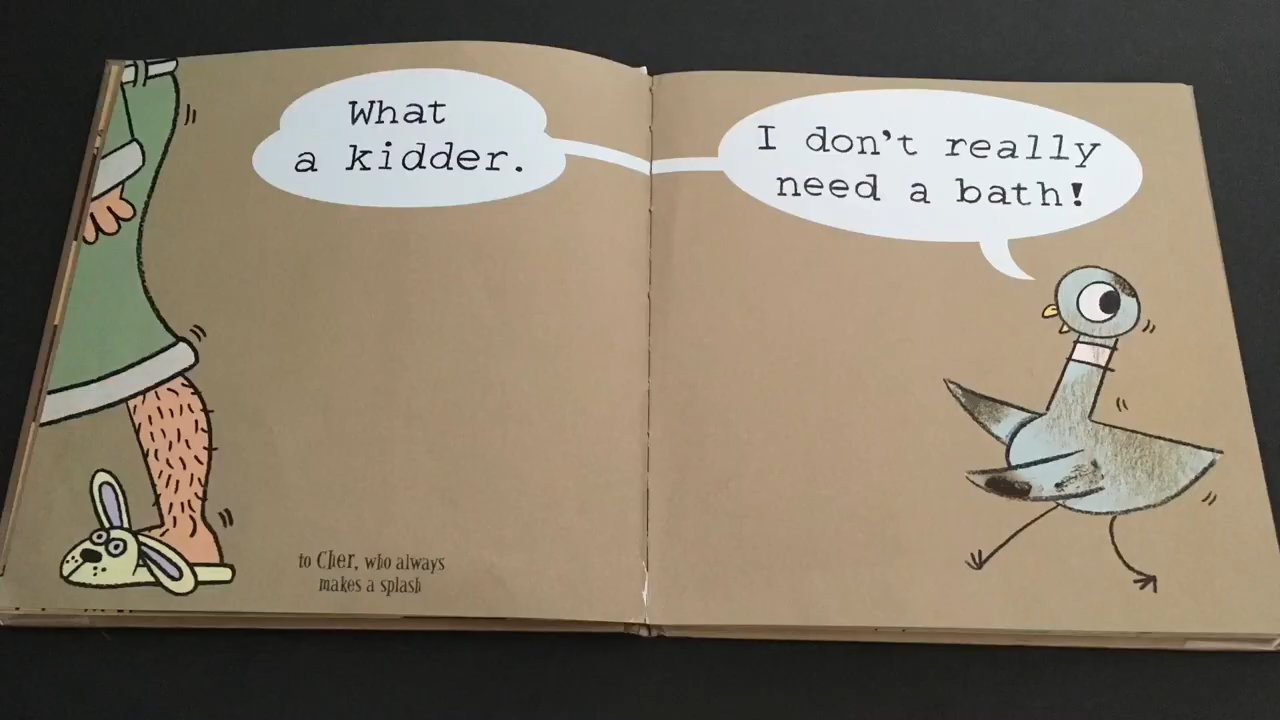 What
a kidder.
I don't really
need a bath!
to Cher, who always
makes a splash